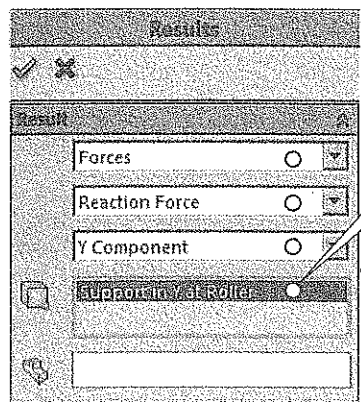 Results
Result
Forces
Reaction Force
Y Component
Support in Y at Roller